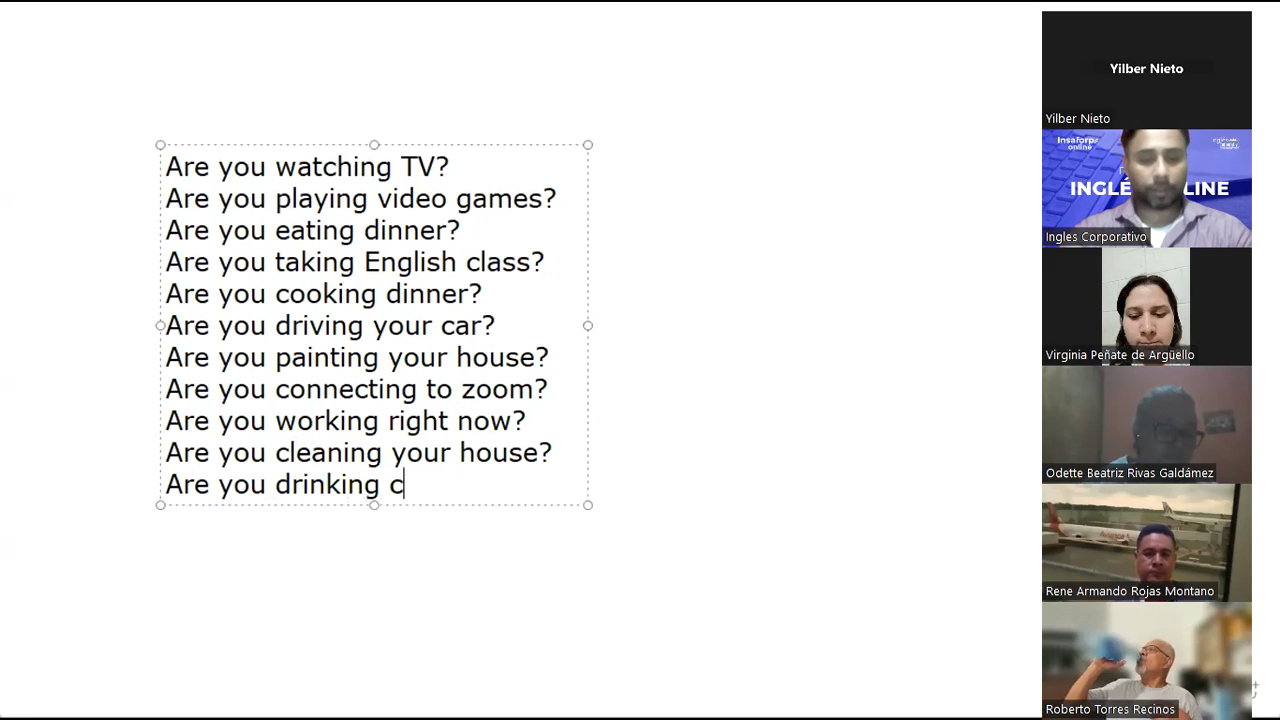 Are you watching TV?
Are you playing video games?
Are you eating dinner?
Are you taking English class?
Are you cooking dinner?
Are you driving your car?
Are you painting your house?
Are you connecting to zoom?
Are you working right now?
Are you cleaning your house?
Are you drinking c
Yilber Nieto
Yilber Nieto
Insaforp
online
INGLÉ LINE
Ingles Corporativo
Virginia Peñate de Argüello
Odette Beatriz Rivas Galdámez
Rene Armando Rojas Montano
Roberto Torres Recinos